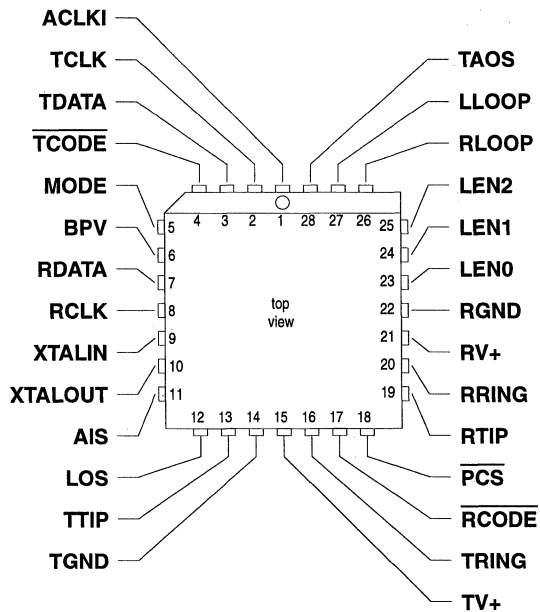 ACLKI
TCLK
TDATA
TCODE
MODE
BPV
RDATA
RCLK
XTALIN
XTALOUT
AIS
LOS
TTIP
TGND
TAOS
LLOOP
RLOOP
LEN2
LEN1
LEN0
RGND
RV+
RRING
RTIP
PCS
RCODE
TRING
TV+
4 3 2 1 28 27 26
5
6
7
8
9
10
11
25
24
23
22
21
20
19
top
view
12 13 14 15 16 17 18